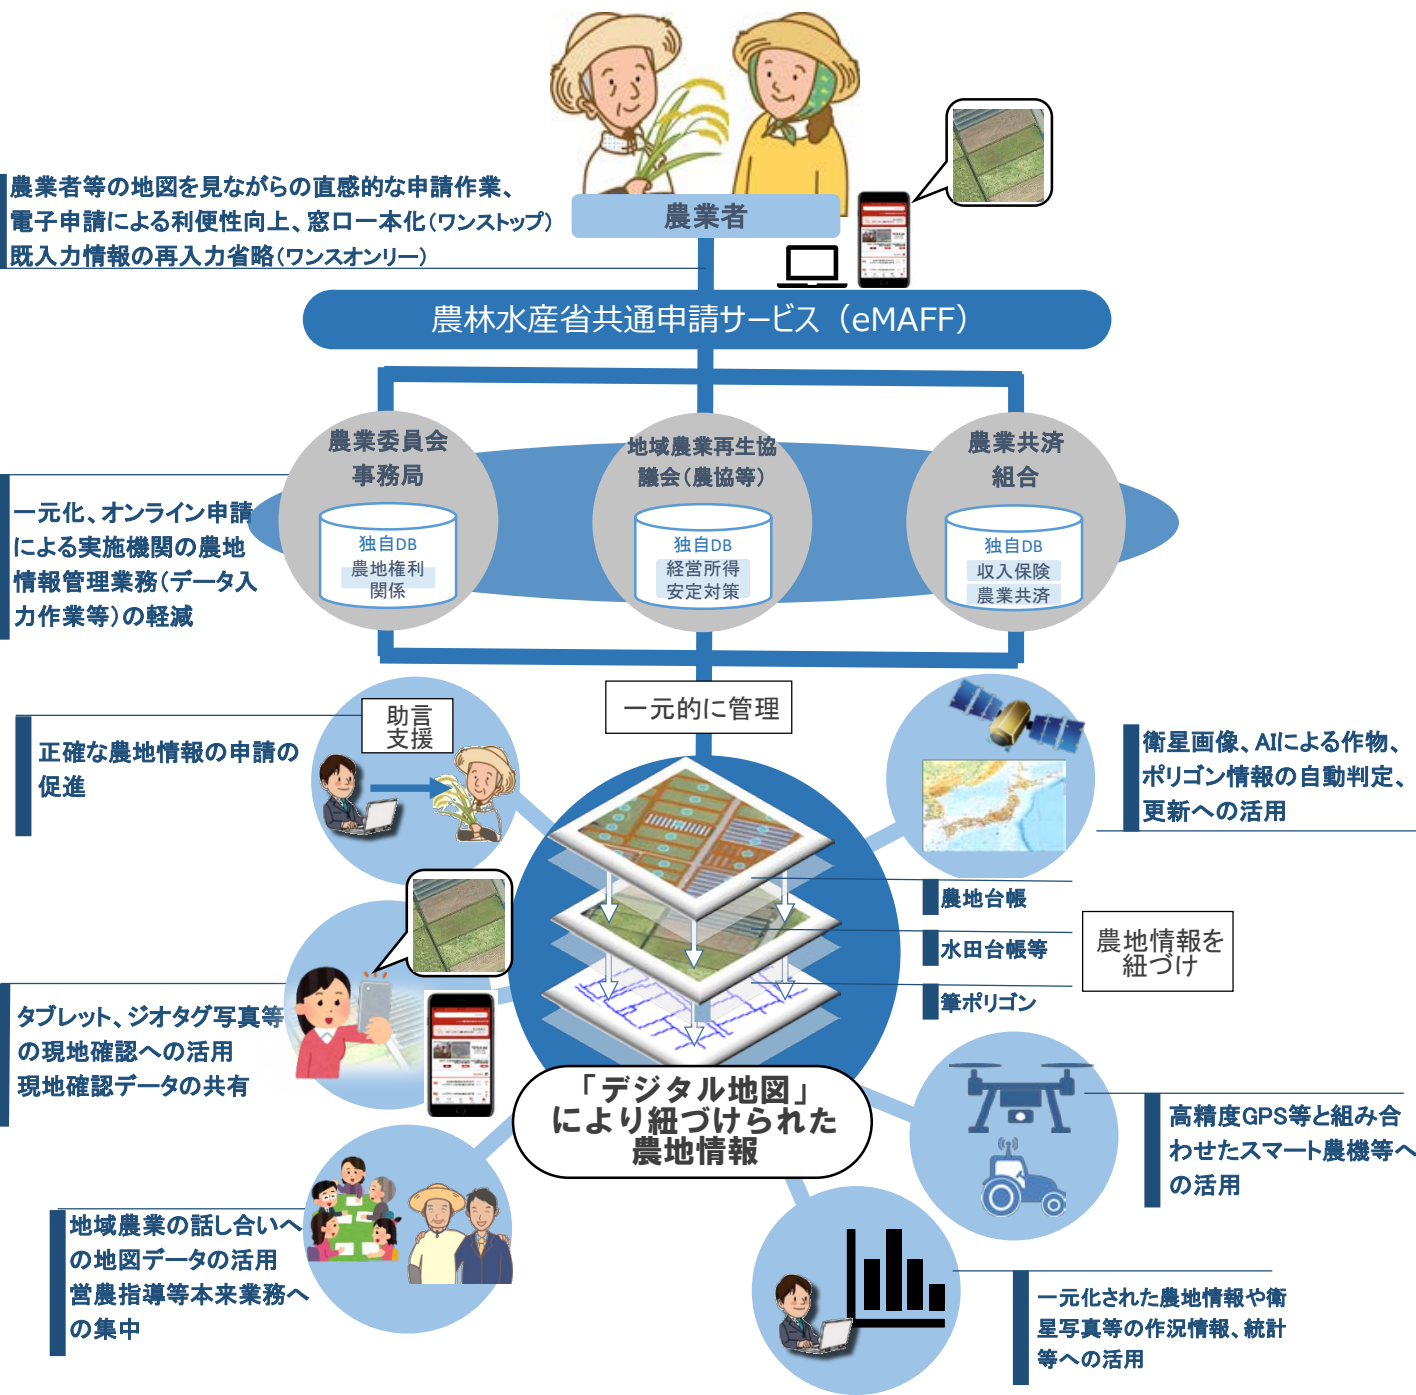 農業者等の地図を見ながらの直感的な申請作業、
電子申請による利便性向上、窓口一本化（ワンストップ）
既入力情報の再入力省略（ワンスオンリー）
農業者
農林水産省共通申請サービス（eMAFF）
農業委員会
事務局
独自DB
農地権利
関係
地域農業再生協
議会（農協等）
独自DB
経営所得
安定対策
農業共済
組合
独自DB
収入保険
農業共済
一元化、オンライン申請
による実施機関の農地
情報管理業務（データ入
力作業等）の軽減
一元的に管理
助言
支援
正確な農地情報の申請の
促進
衛星画像、AIによる作物、
ポリゴン情報の自動判定、
更新への活用
農地台帳
水田台帳等
筆ポリゴン
農地情報を
紐づけ
タブレット、ジオタグ写真等
の現地確認への活用
現地確認データの共有
「デジタル地図」
により紐づけられた
農地情報
高精度GPS等と組み合
わせたスマート農機等へ
の活用
地域農業の話し合いへ
の地図データの活用
営農指導等本来業務へ
の集中
一元化された農地情報や衛
星写真等の作況情報、統計
等への活用